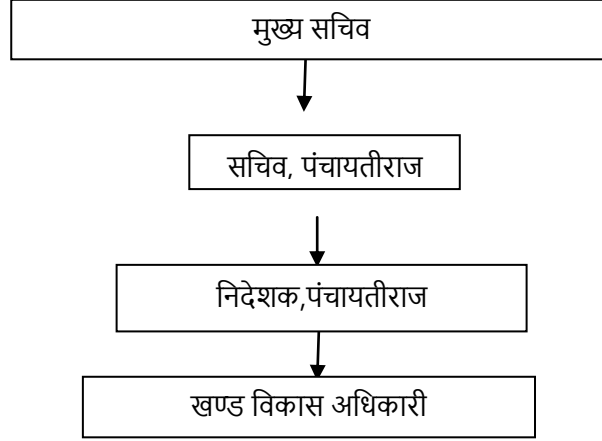 मुख्य सचिव
सचिव, पंचायतीराज
निदेशक,पंचायतीराज
खण्ड विकास अधिकारी